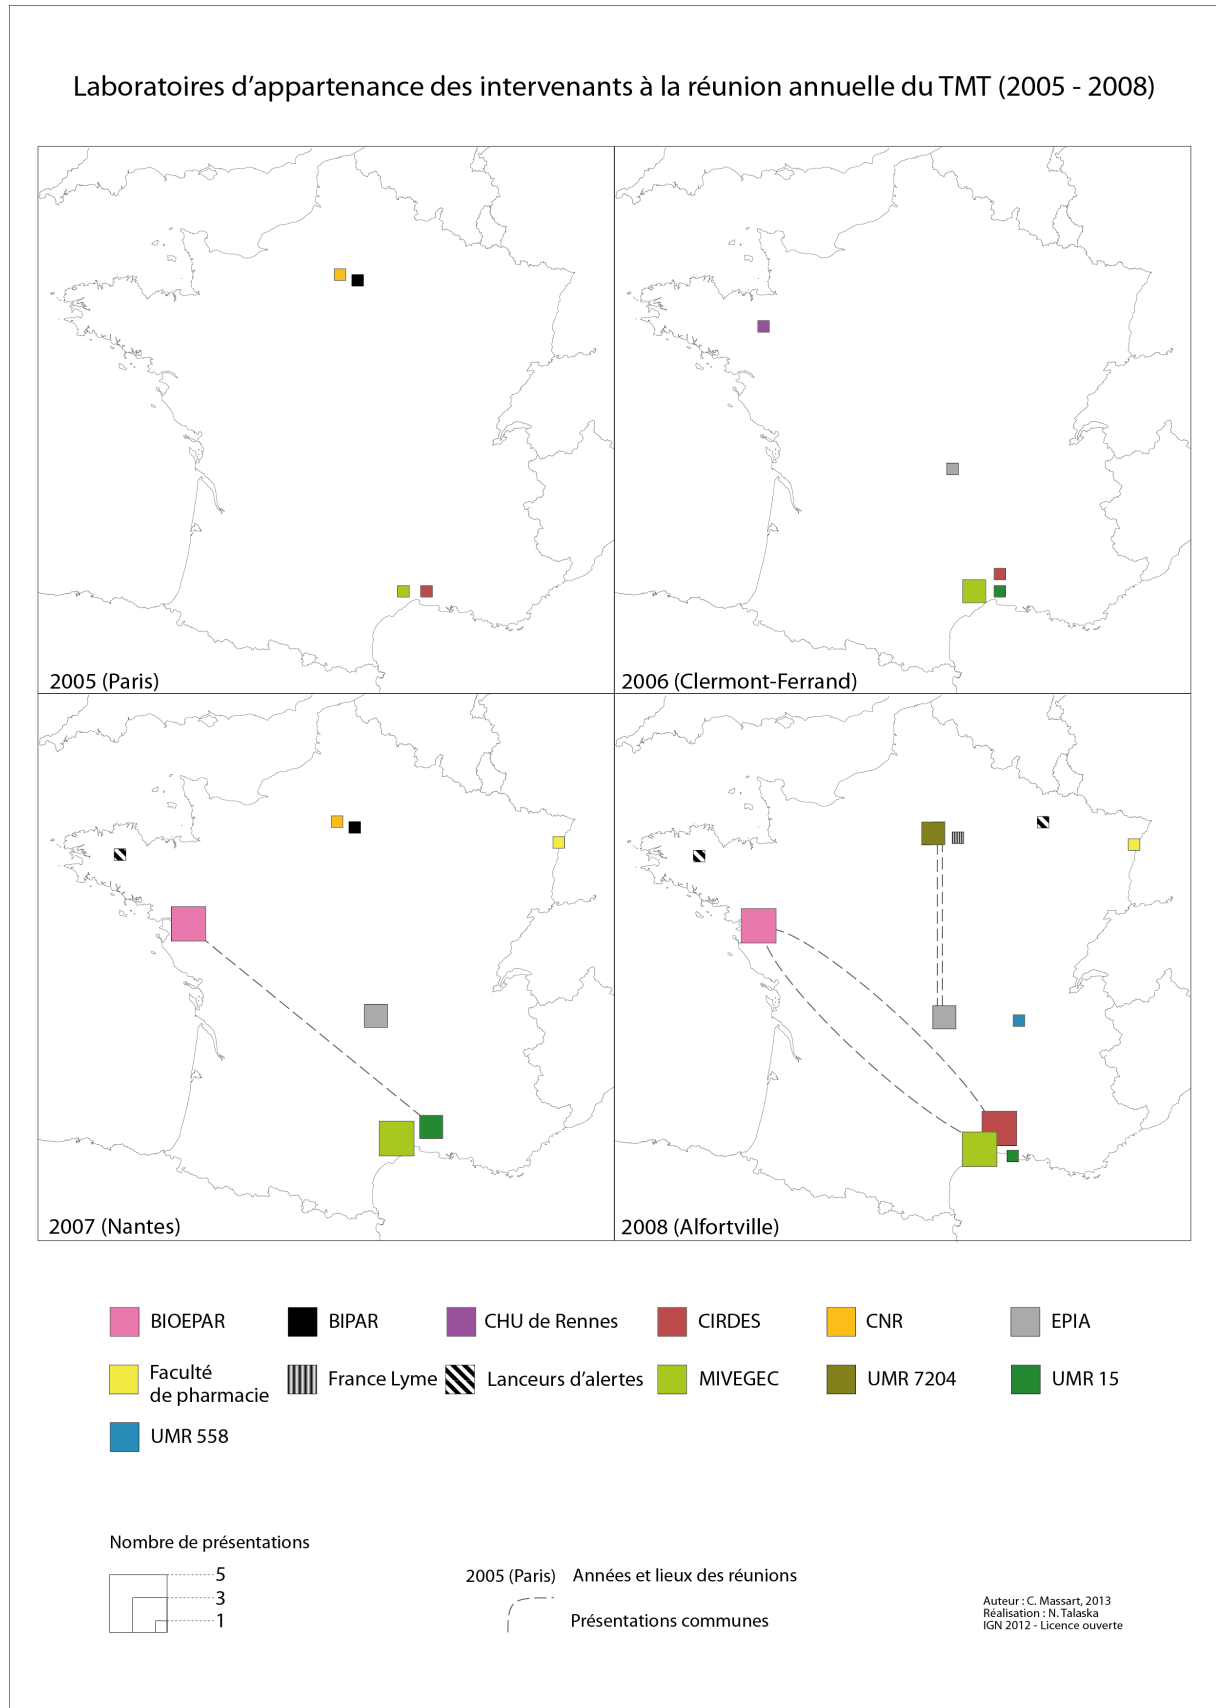 Laboratoires d'appartenance des intervenants à la réunion annuelle du TMT (2005 - 2008)
2005 (Paris)
2006 (Clermont-Ferrand)
2007 (Nantes)
2008 (Alfortville)
BIOEPAR
BIPAR
CHU de Rennes
CIRDES
CNR
EPIA
Faculté
de pharmacie
France Lyme
Lanceurs d'alertes
MIVEGEC
UMR 7204
UMR 15
UMR 558
Nombre de présentations
5
3
1
2005 (Paris) Années et lieux des réunions
Présentations communes
Auteur : C. Massart, 2013
Réalisation : N. Talaska
IGN 2012 - Licence ouverte